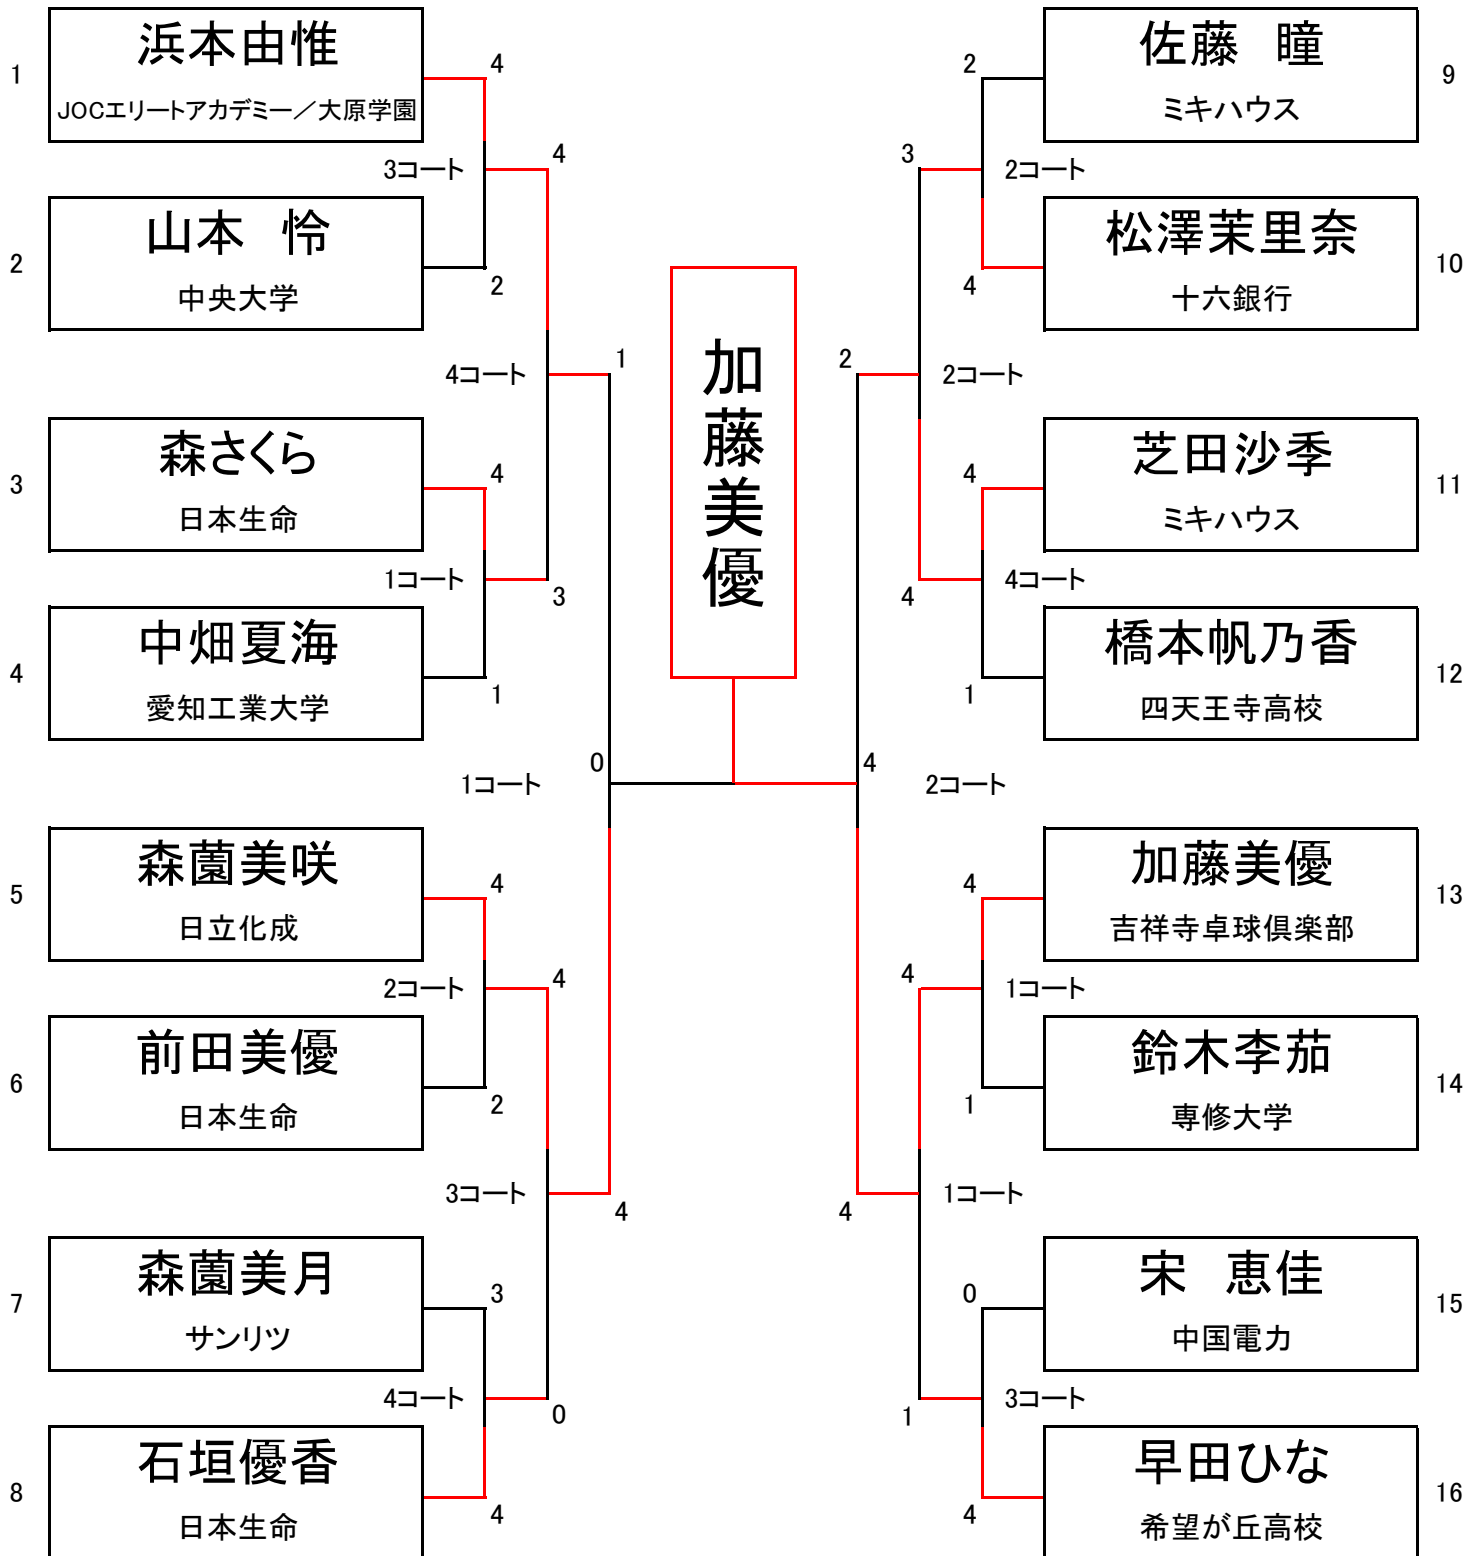 1
浜本由惟
JOCエリートアカデミー／大原学園
4
3コート
4
2
山本　怜
中央大学
2
4コート
1
3
森さくら
日本生命
4
1コート
3
4
中畑夏海
愛知工業大学
1
1コート
0
5
森薗美咲
日立化成
4
2コート
4
6
前田美優
日本生命
2
3コート
4
7
森薗美月
サンリツ
3
4コート
0
8
石垣優香
日本生命
4
加藤美優
2
佐藤　瞳
ミキハウス
9
3
2コート
4
松澤茉里奈
十六銀行
10
2
2コート
4
芝田沙季
ミキハウス
11
4
4コート
1
橋本帆乃香
四天王寺高校
12
4
2コート
4
加藤美優
吉祥寺卓球倶楽部
13
4
1コート
1
鈴木李茄
専修大学
14
4
1コート
0
宋　恵佳
中国電力
15
1
3コート
4
早田ひな
希望が丘高校
16